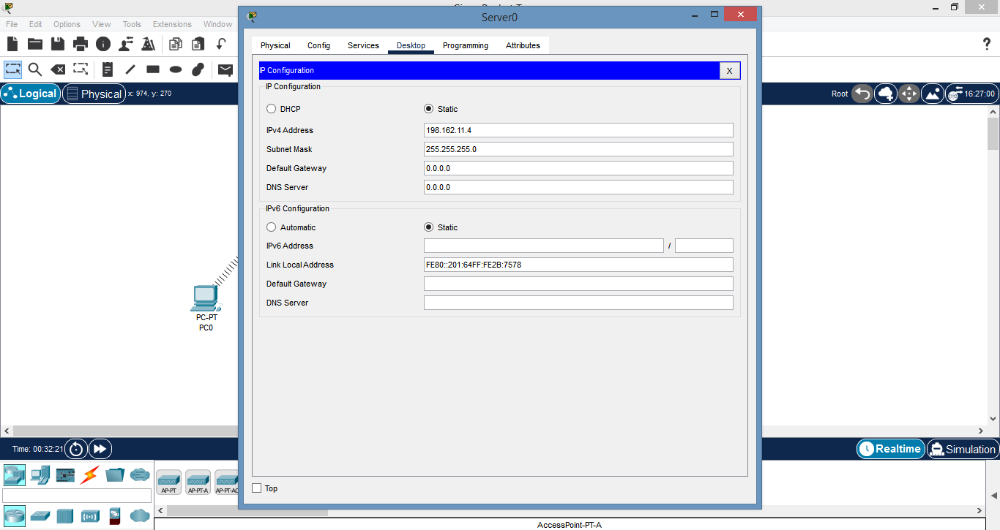 Server0
File Edit Options View Tools Extensions Window
Physical Config Services Desktop Programming Attributes
IP Configuration X
Logical Physical x: 974, y: 270
Root 16:27:00
IP Configuration
DHCP Static
IPv4 Address 198.162.11.4
Subnet Mask 255.255.255.0
Default Gateway 0.0.0.0
DNS Server 0.0.0.0
IPv6 Configuration
Automatic Static
IPv6 Address /
Link Local Address FE80::201:64FF:FE2B:7578
Default Gateway
DNS Server
PC-PT
PC0
Time: 00:32:21
Realtime Simulation
Top
AP-PT AP-PT-A AP-PT-AC
AccessPoint-PT-A